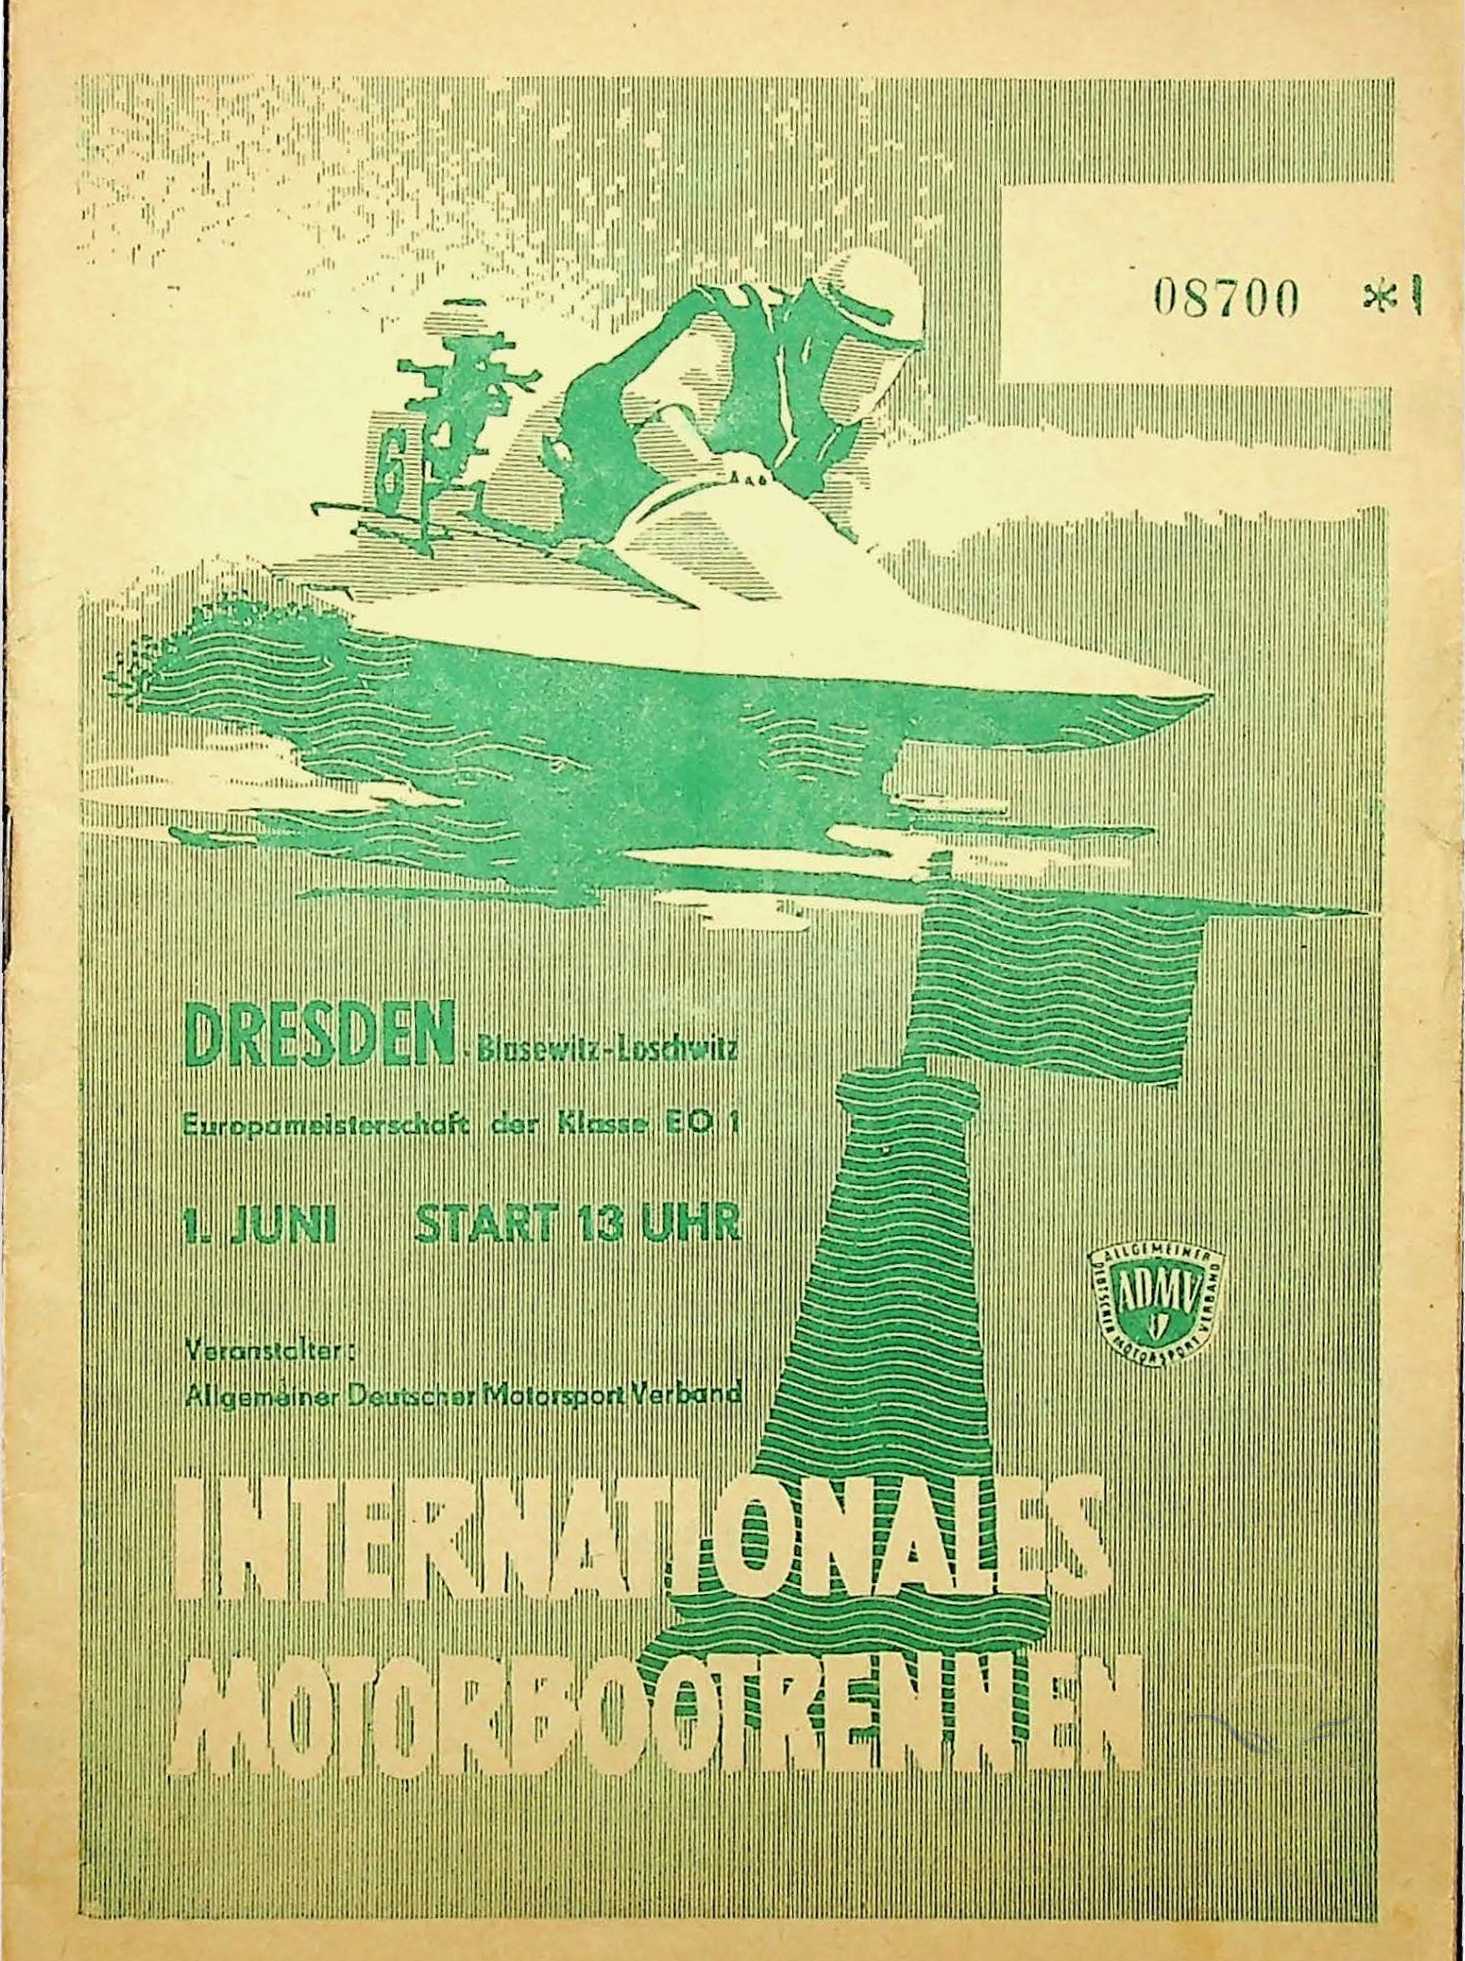 08700 *
6
DRESDEN - Blasewitz-Loschwitz
Europameisterschaft der Klasse EO 1
1. JUNI START 13 UHR
ALLGEMEINER
DEUTSCHER MOTORSPORT VERBAND
ADMV
Veranstalter:
Allgemeiner Deutscher Motorsport Verband
INTERNATIONALES
MOTORBOOTRENNEN